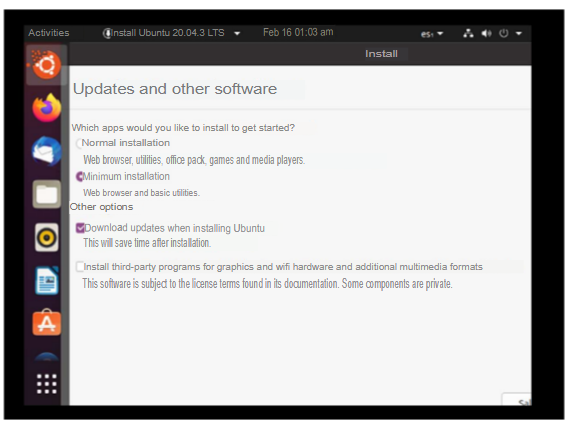 Activities Install Ubuntu 20.04.3 LTS Feb 16 01:03 am es₁
Install
Updates and other software
Which apps would you like to install to get started?
Normal installation
Web browser, utilities, office pack, games and media players.
Minimum installation
Web browser and basic utilities.
Other options
Download updates when installing Ubuntu
This will save time after installation.
Install third-party programs for graphics and wifi hardware and additional multimedia formats
This software is subject to the license terms found in its documentation. Some components are private.